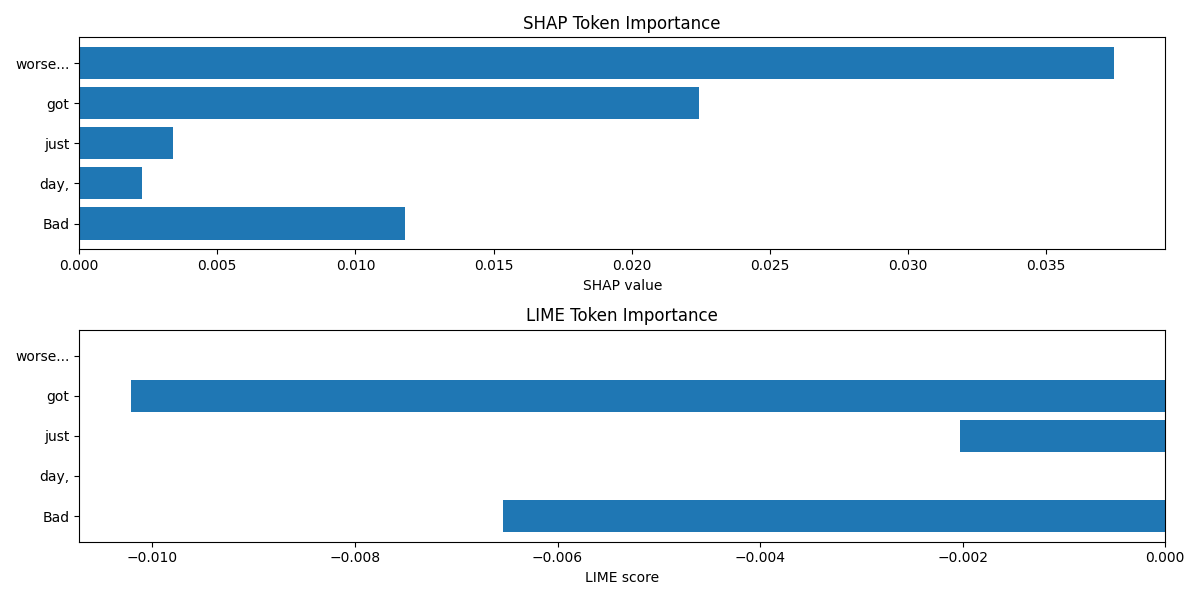 SHAP Token Importance
worse...
got
just
day,
Bad
0.000 0.005 0.010 0.015 0.020 0.025 0.030 0.035
SHAP value
LIME Token Importance
worse...
got
just
day,
Bad
−0.010 −0.008 −0.006 −0.004 −0.002 0.000
LIME score